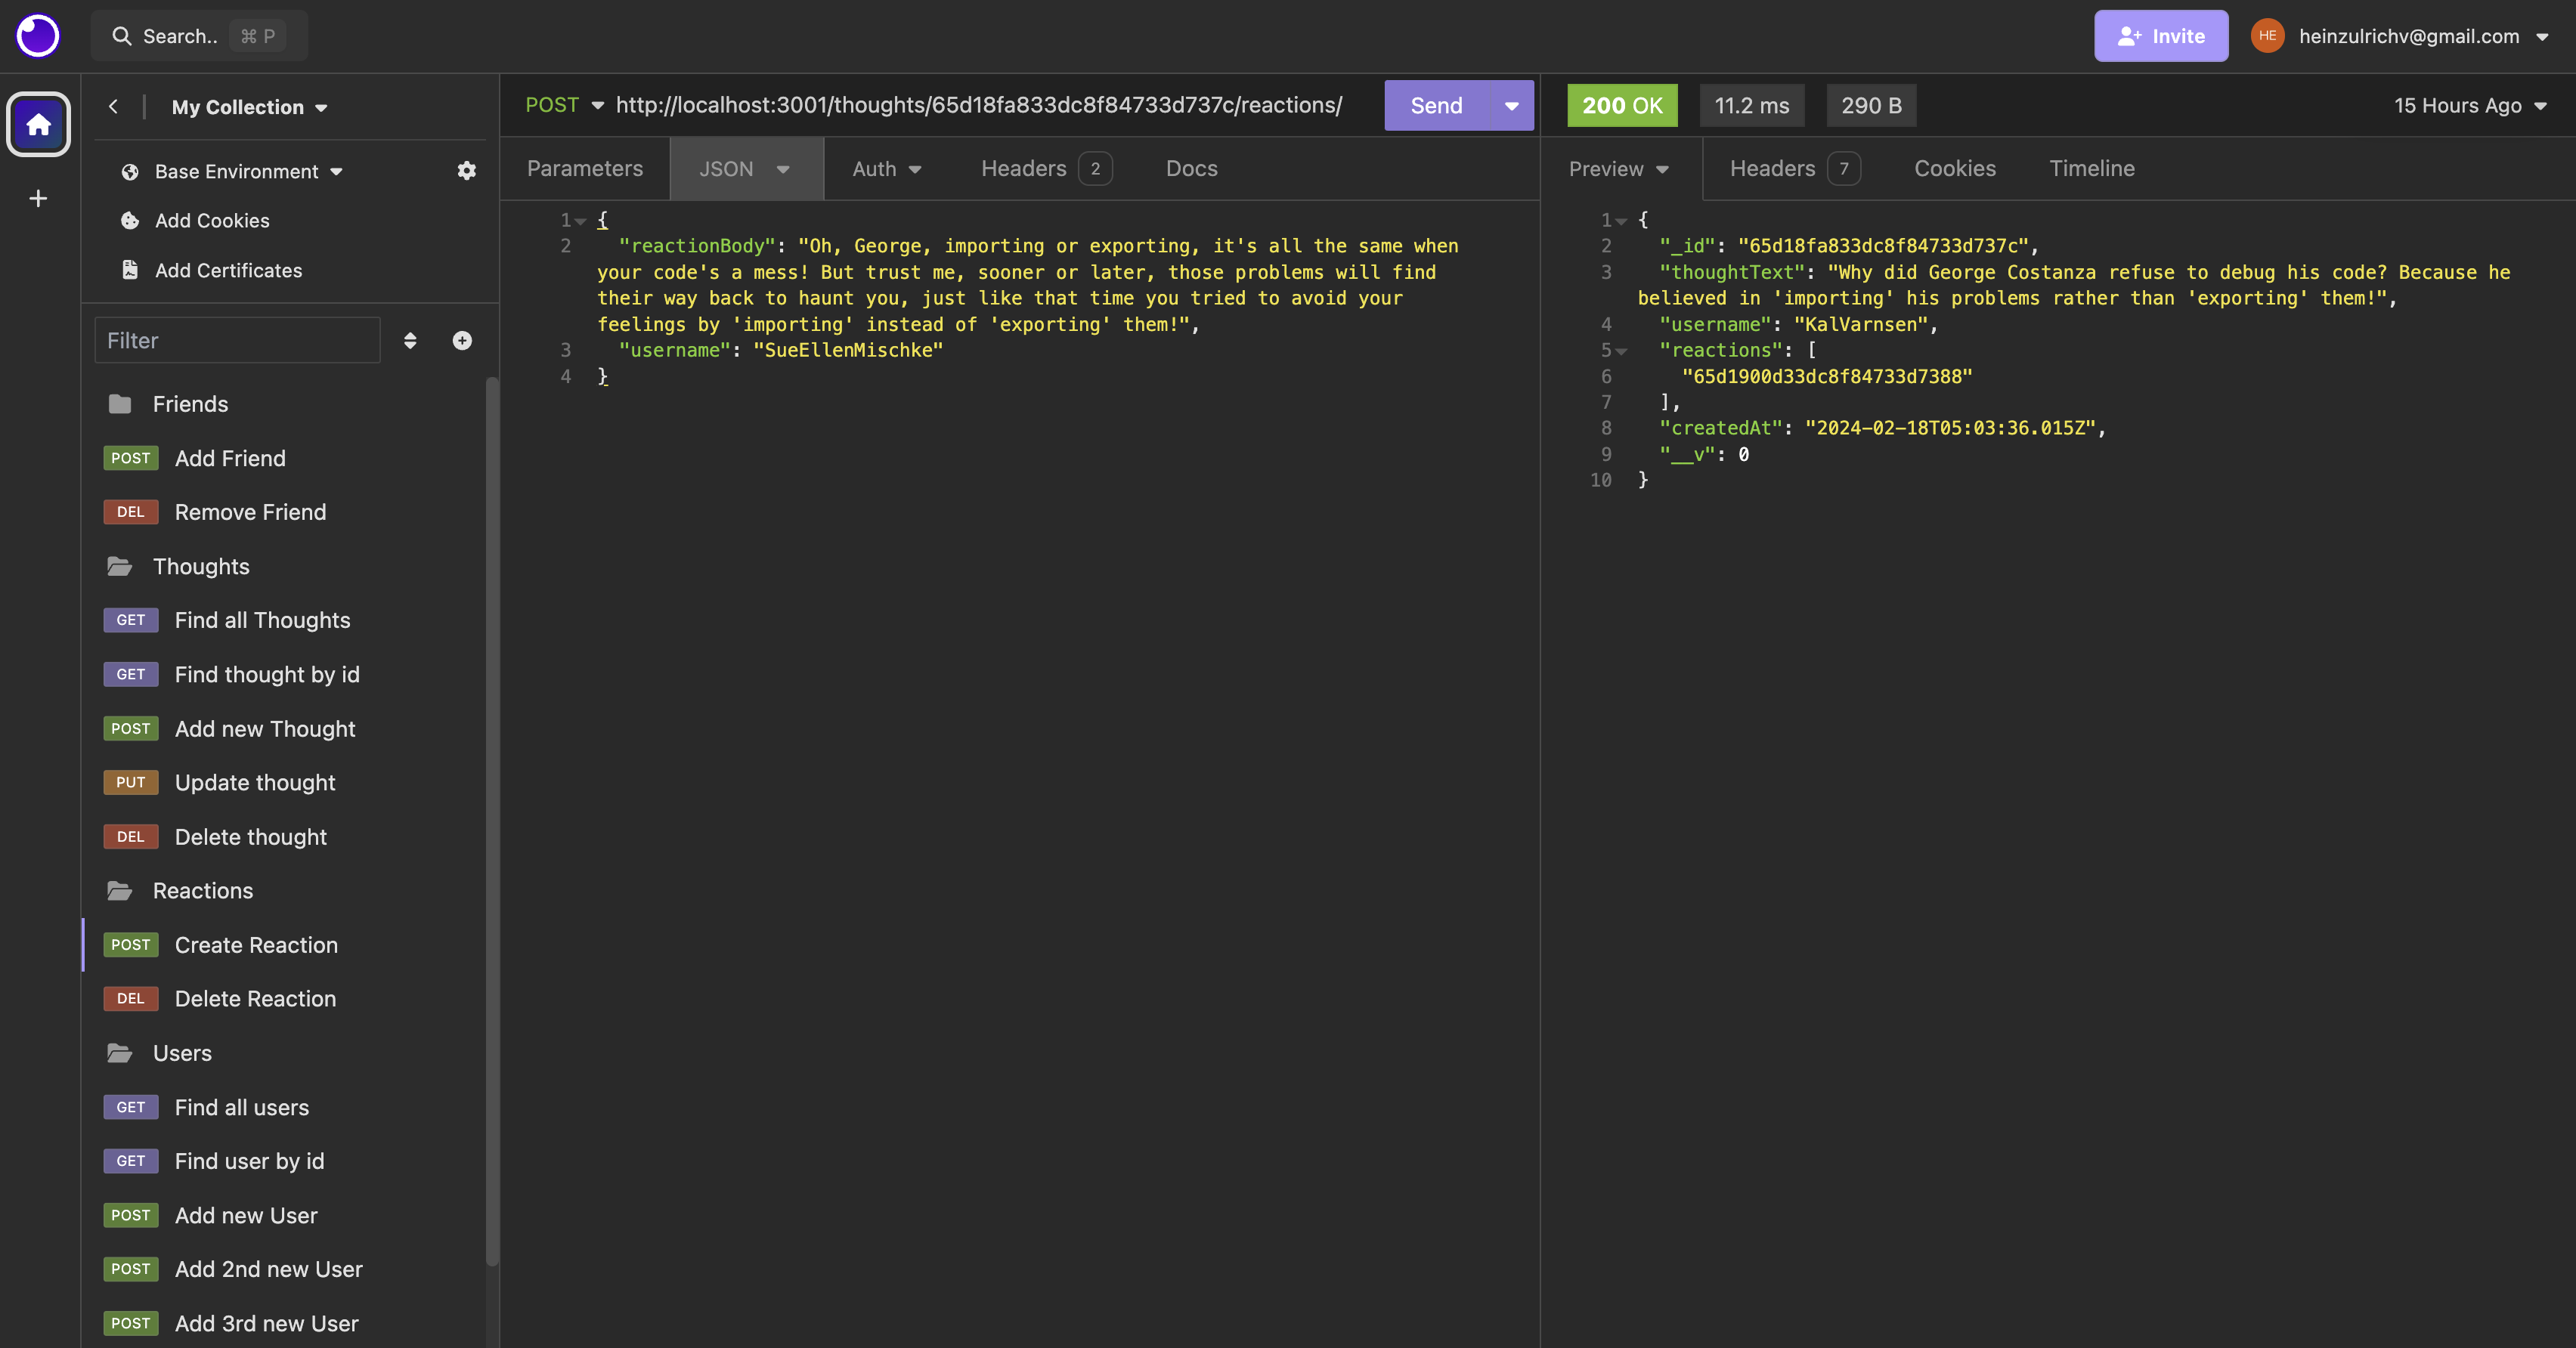 Search..
⌘ P
Invite
HE
heinzulrichv@gmail.com
My Collection
Base Environment
Add Cookies
Add Certificates
Filter
Friends
POST Add Friend
DEL Remove Friend
Thoughts
GET Find all Thoughts
GET Find thought by id
POST Add new Thought
PUT Update thought
DEL Delete thought
Reactions
POST Create Reaction
DEL Delete Reaction
Users
GET Find all users
GET Find user by id
POST Add new User
POST Add 2nd new User
POST Add 3rd new User
POST http://localhost:3001/thoughts/65d18fa833dc8f84733d737c/reactions/ Send
Parameters JSON Auth Headers 2 Docs
1 {
2 "reactionBody": "Oh, George, importing or exporting, it's all the same when
your code's a mess! But trust me, sooner or later, those problems will find
their way back to haunt you, just like that time you tried to avoid your
feelings by 'importing' instead of 'exporting' them!",
3 "username": "SueEllenMischke"
4 }
200 OK 11.2 ms 290 B 15 Hours Ago
Preview Headers 7 Cookies Timeline
1 {
2 "_id": "65d18fa833dc8f84733d737c",
3 "thoughtText": "Why did George Costanza refuse to debug his code? Because he
believed in 'importing' his problems rather than 'exporting' them!",
4 "username": "KalVarnsen",
5 "reactions": [
6 "65d1900d33dc8f84733d7388"
7 ],
8 "createdAt": "2024-02-18T05:03:36.015Z",
9 "__v": 0
10 }